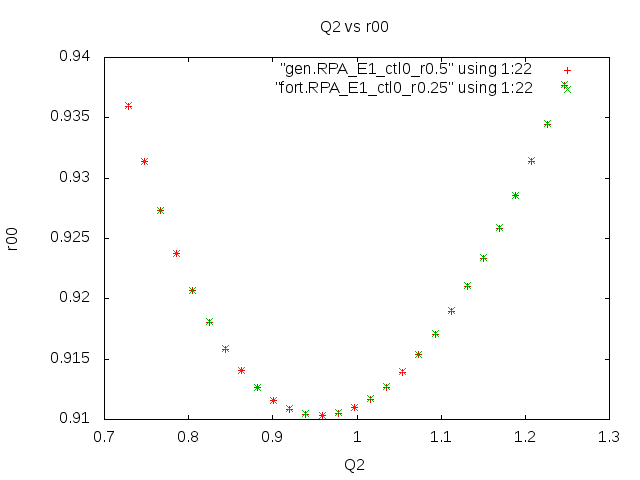 Q2 vs r00
"gen.RPA_E1_ctl0_r0.5" using 1:22
"fort.RPA_E1_ctl0_r0.25" using 1:22
0.94
0.935
0.93
0.925
0.92
0.915
0.91
r00
0.7 0.8 0.9 1 1.1 1.2 1.3
Q2